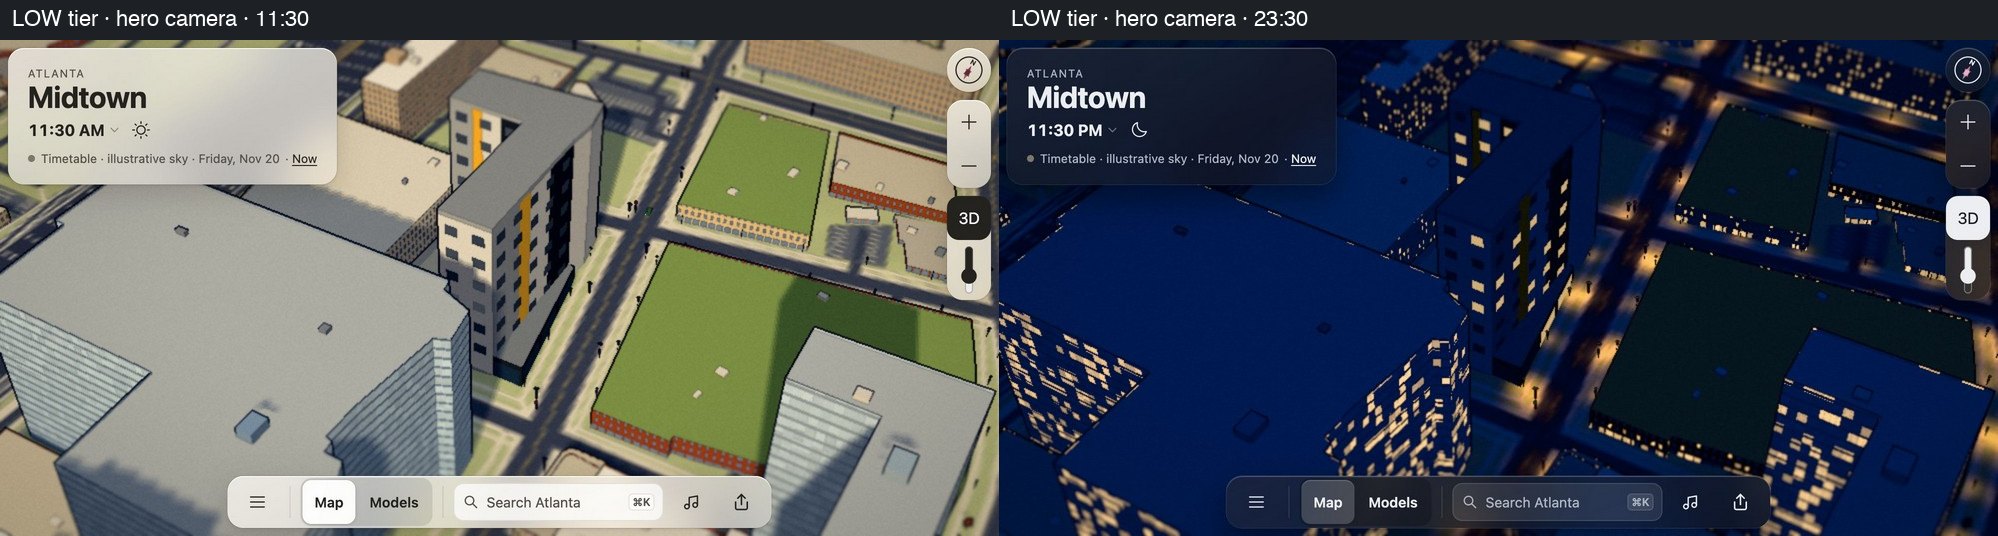 LOW tier · hero camera · 11:30
ATLANTA
Midtown
11:30 AM
Timetable · illustrative sky · Friday, Nov 20 · Now
N
3D
Map Models Search Atlanta ⌘K
LOW tier · hero camera · 23:30
ATLANTA
Midtown
11:30 PM
Timetable · illustrative sky · Friday, Nov 20 · Now
N
3D
Map Models Search Atlanta ⌘K